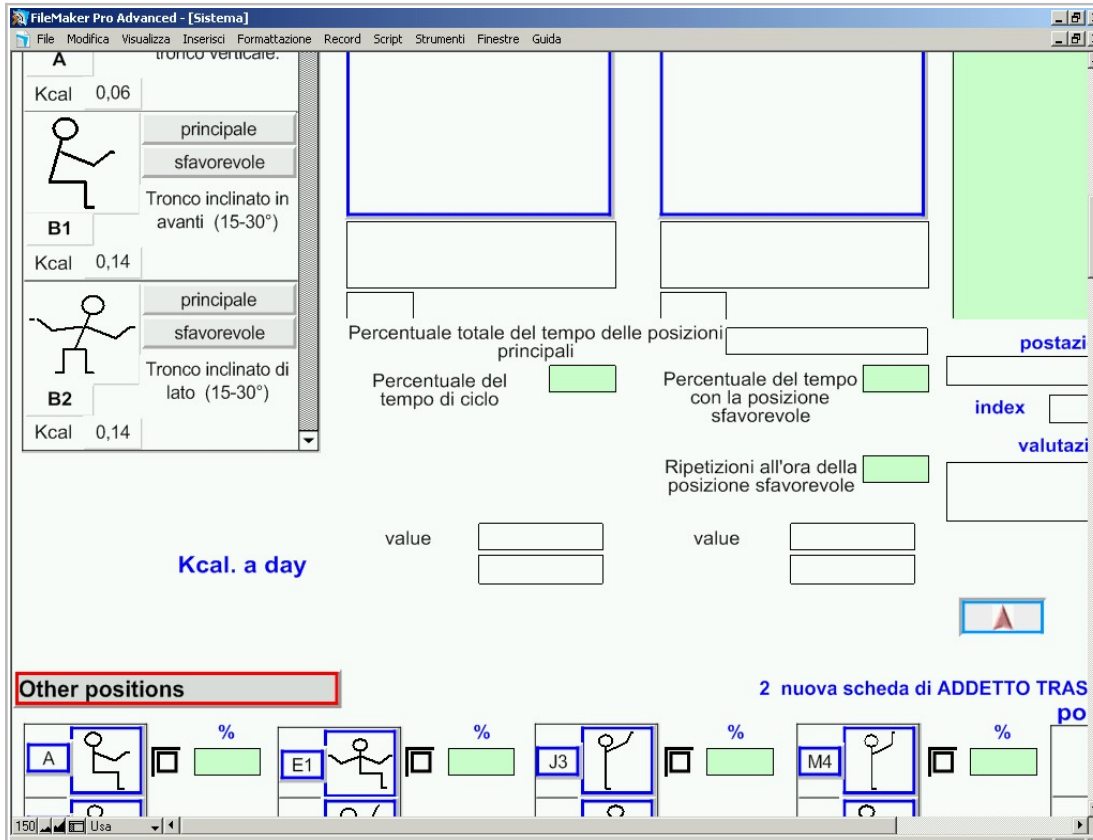 FileMaker Pro Advanced - [Sistema]
File Modifica Visualizza Inserisci Formattazione Record Script Strumenti Finestre Guida
A
tronco verticale.
Kcal 0,06
principale
sfavorevole
Tronco inclinato in
avanti (15-30°)
B1
Kcal 0,14
principale
sfavorevole
Tronco inclinato di
lato (15-30°)
B2
Kcal 0,14
Percentuale totale del tempo delle posizioni
principali
Percentuale del
tempo di ciclo
Percentuale del tempo
con la posizione
sfavorevole
Ripetizioni all'ora della
posizione sfavorevole
postazi
index
valutazi
value
value
Kcal. a day
Other positions
2 nuova scheda di ADDETTO TRAS
po
A
%
E1
%
J3
%
M4
%
150
Usa